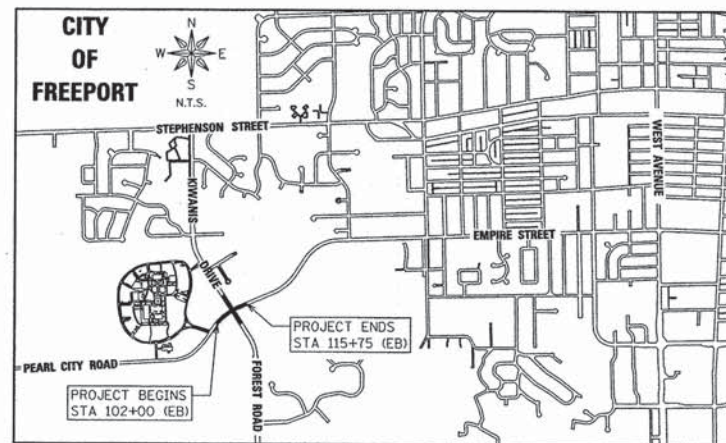 CITY
OF
FREEPORT
N
W E
S
N.T.S.
STEPHENSON STREET
KIWANIS
DRIVE
WEST AVENUE
EMPIRE STREET
PROJECT ENDS
STA 115+75 (EB)
PEARL CITY ROAD
PROJECT BEGINS
STA 102+00 (EB)
FOREST ROAD